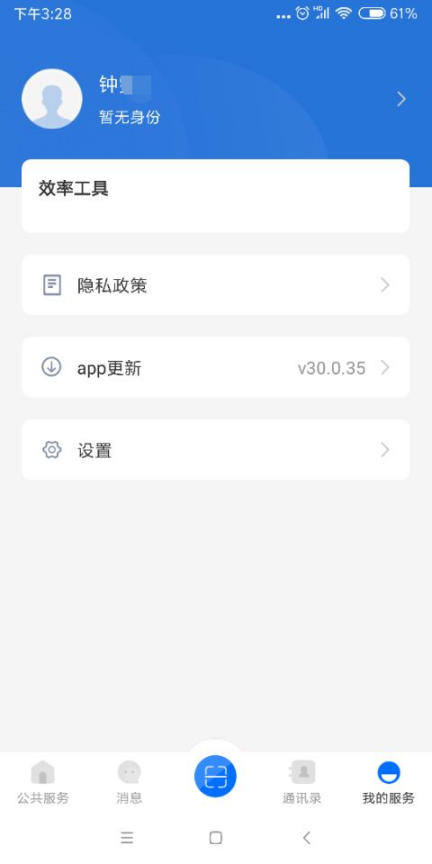 下午3:28
HD
61%
钟
暂无身份
效率工具
隐私政策
app更新 v30.0.35
设置
公共服务 消息 通讯录 我的服务